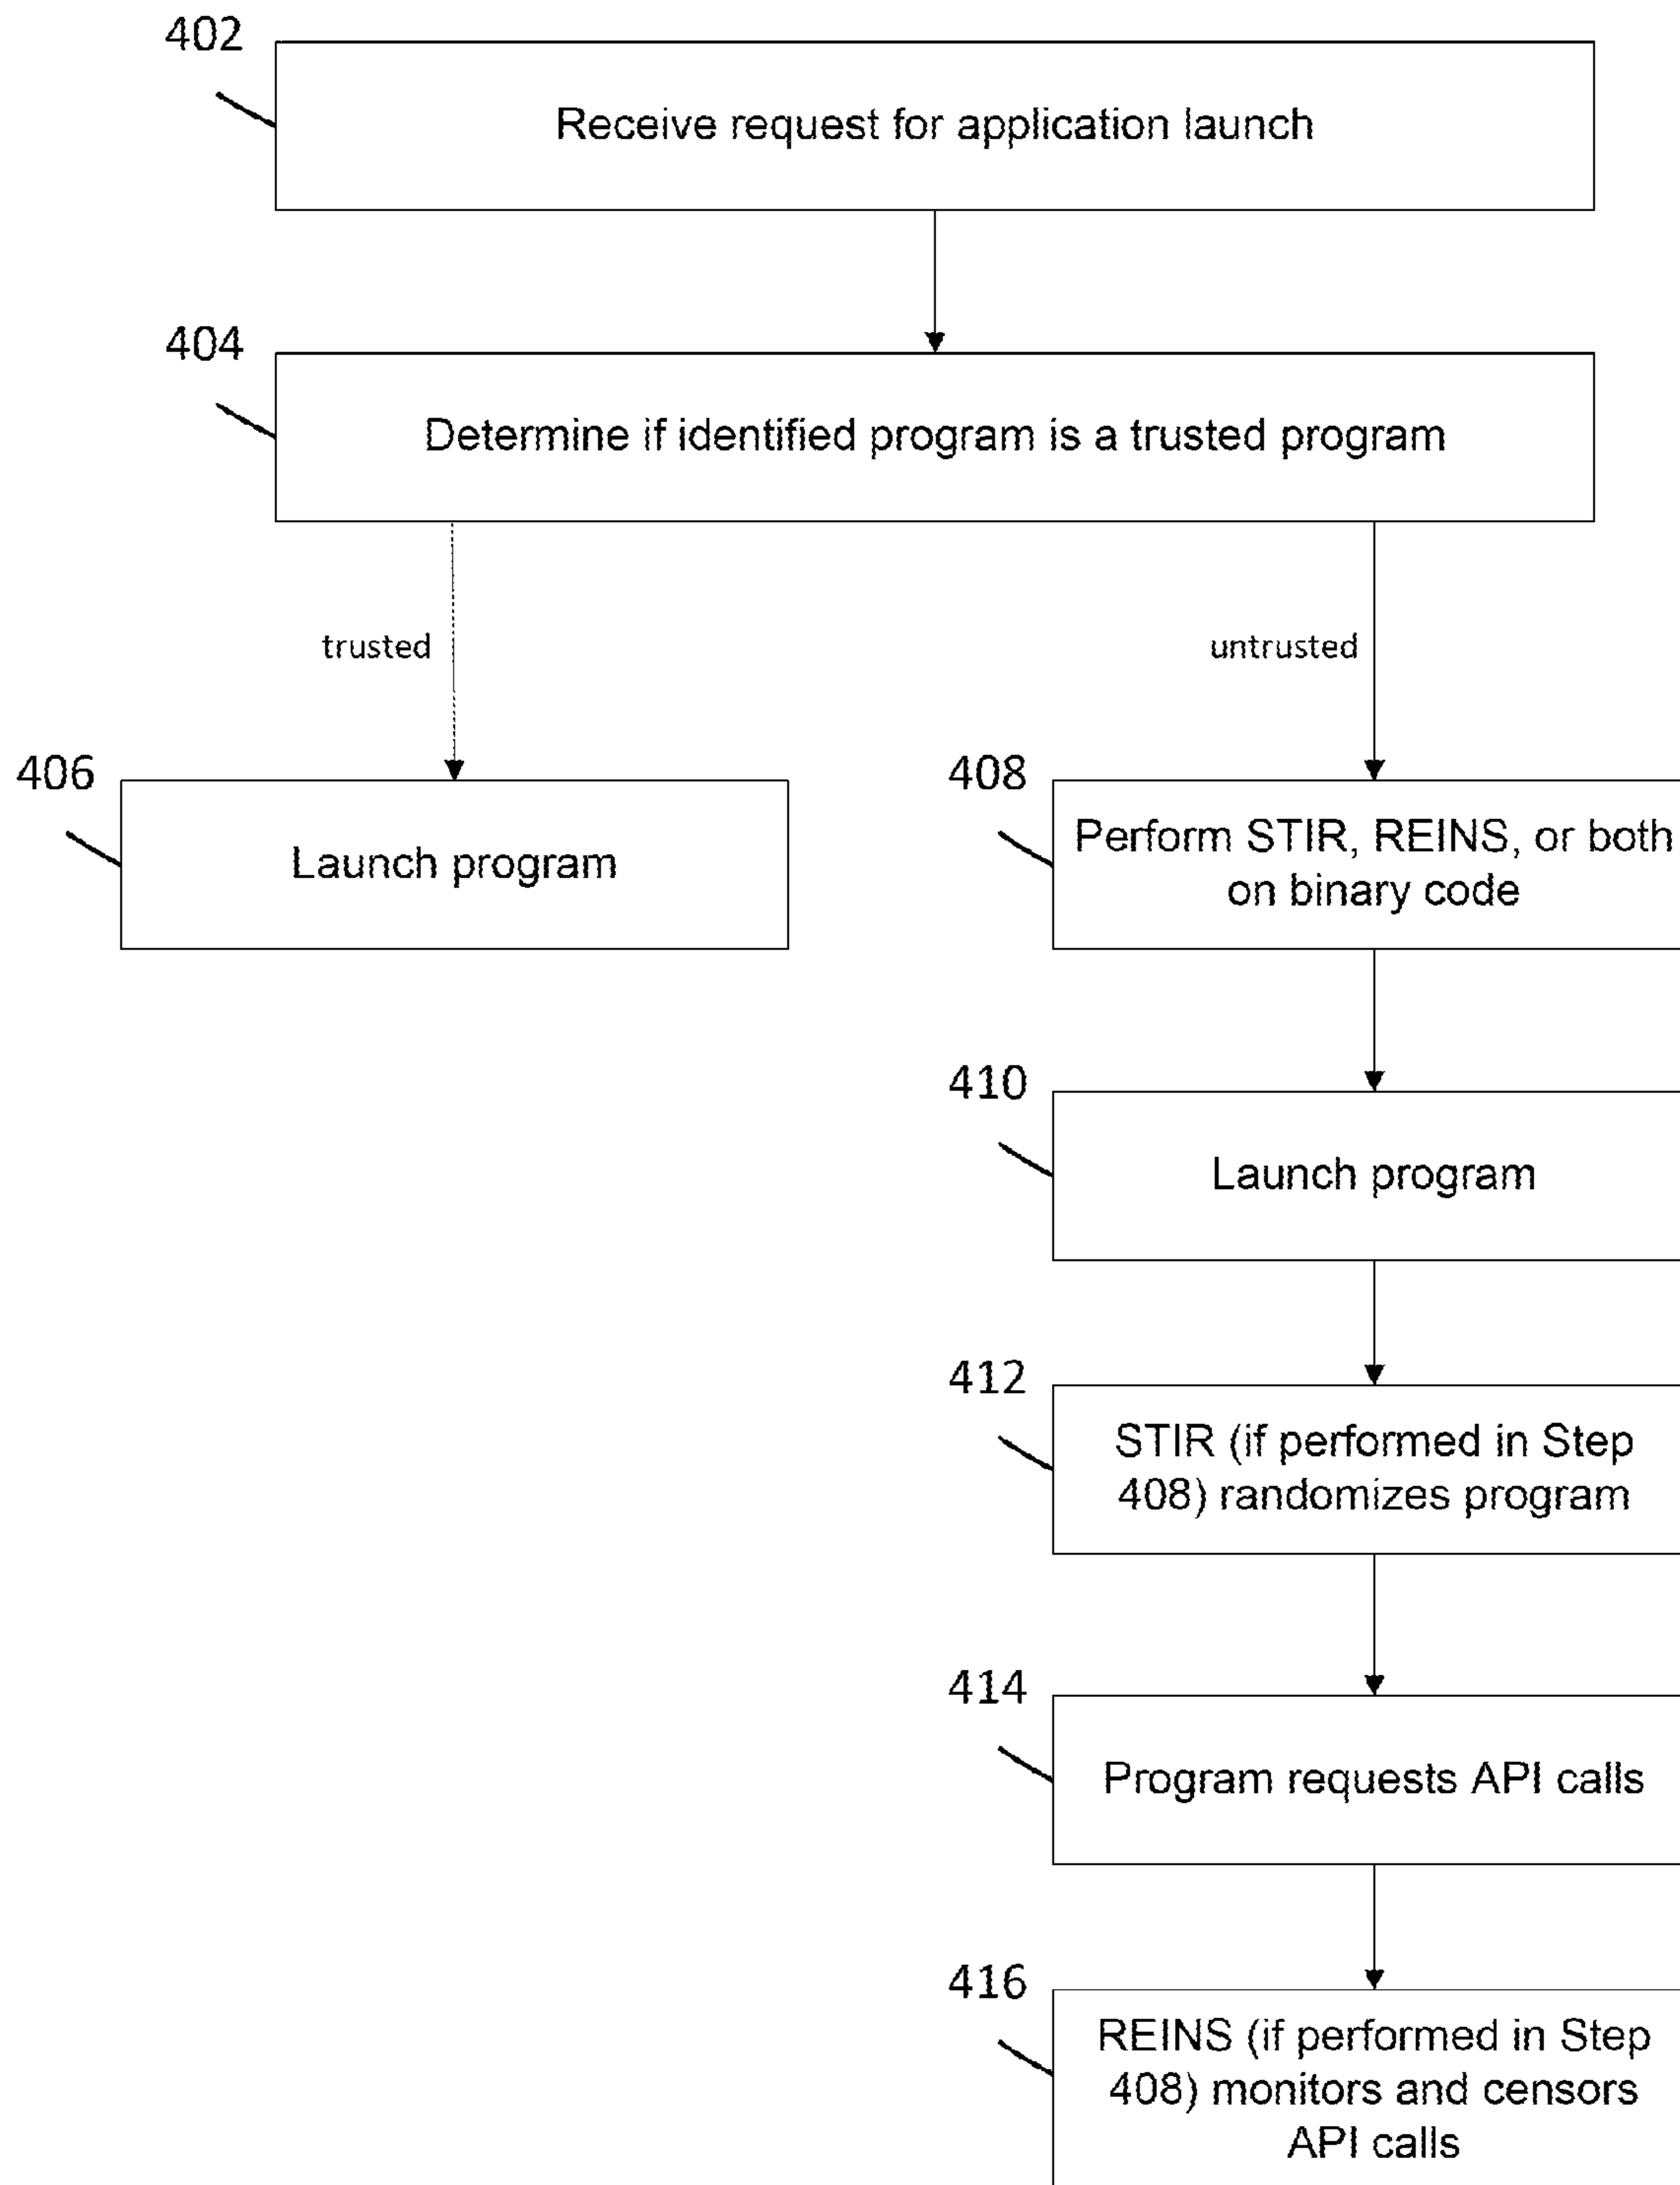 402
Receive request for application launch
404
Determine if identified program is a trusted program
trusted
untrusted
406
Launch program
408
Perform STIR, REINS, or both
on binary code
410
Launch program
412
STIR (if performed in Step
408) randomizes program
414
Program requests API calls
416
REINS (if performed in Step
408) monitors and censors
API calls